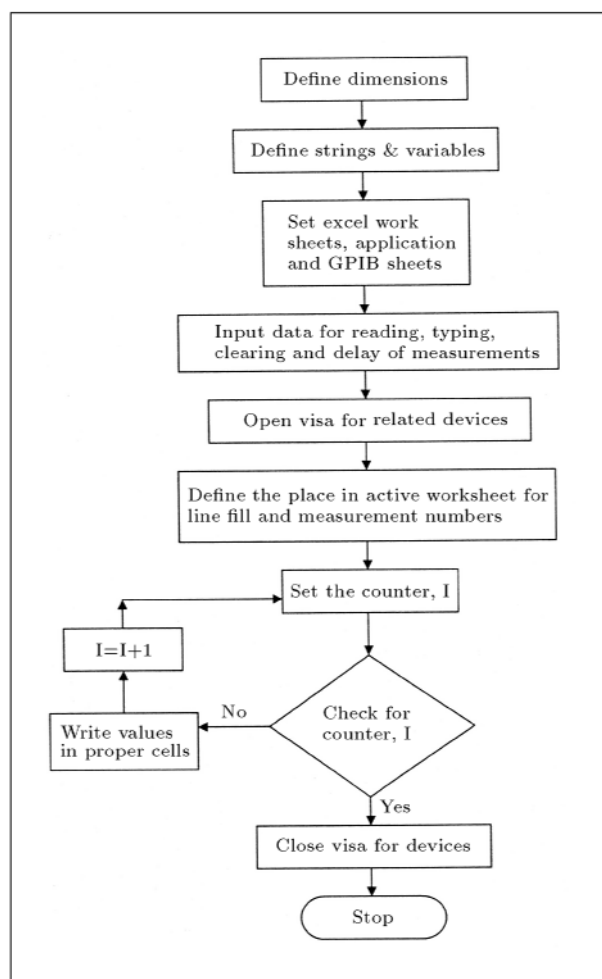 Define dimensions
Define strings & variables
Set excel work
sheets, application
and GPIB sheets
Input data for reading, typing,
clearing and delay of measurements
Open visa for related devices
Define the place in active worksheet for
line fill and measurement numbers
Set the counter, I
I=I+1
Check for
counter, I
No
Write values
in proper cells
Yes
Close visa for devices
Stop